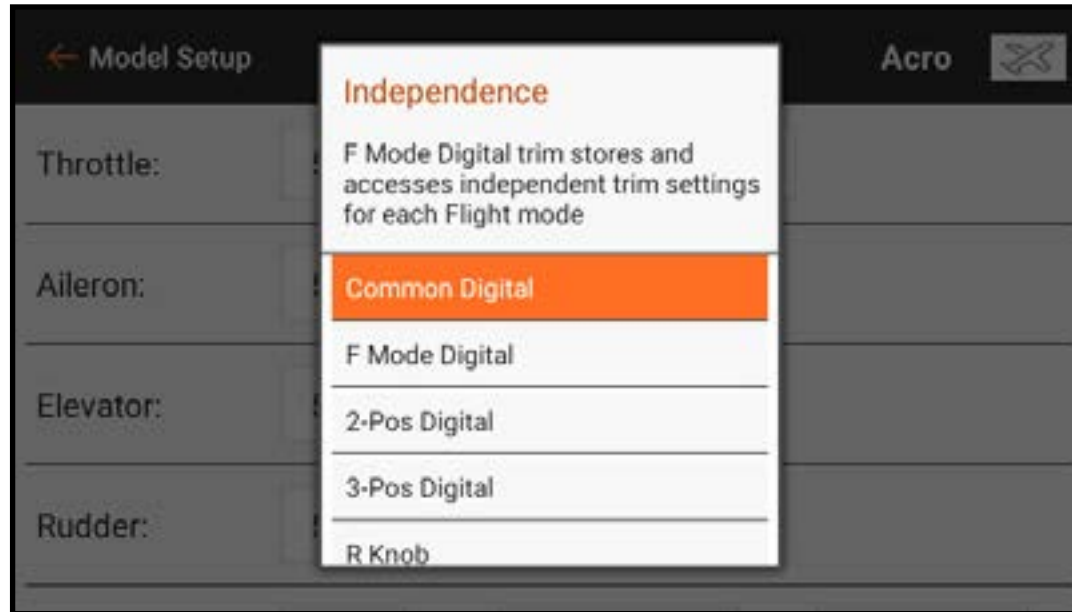 ← Model Setup
Acro
Independence
F Mode Digital trim stores and
accesses independent trim settings
for each Flight mode
Throttle:
Aileron:
Elevator:
Rudder:
Common Digital
F Mode Digital
2-Pos Digital
3-Pos Digital
R Knob